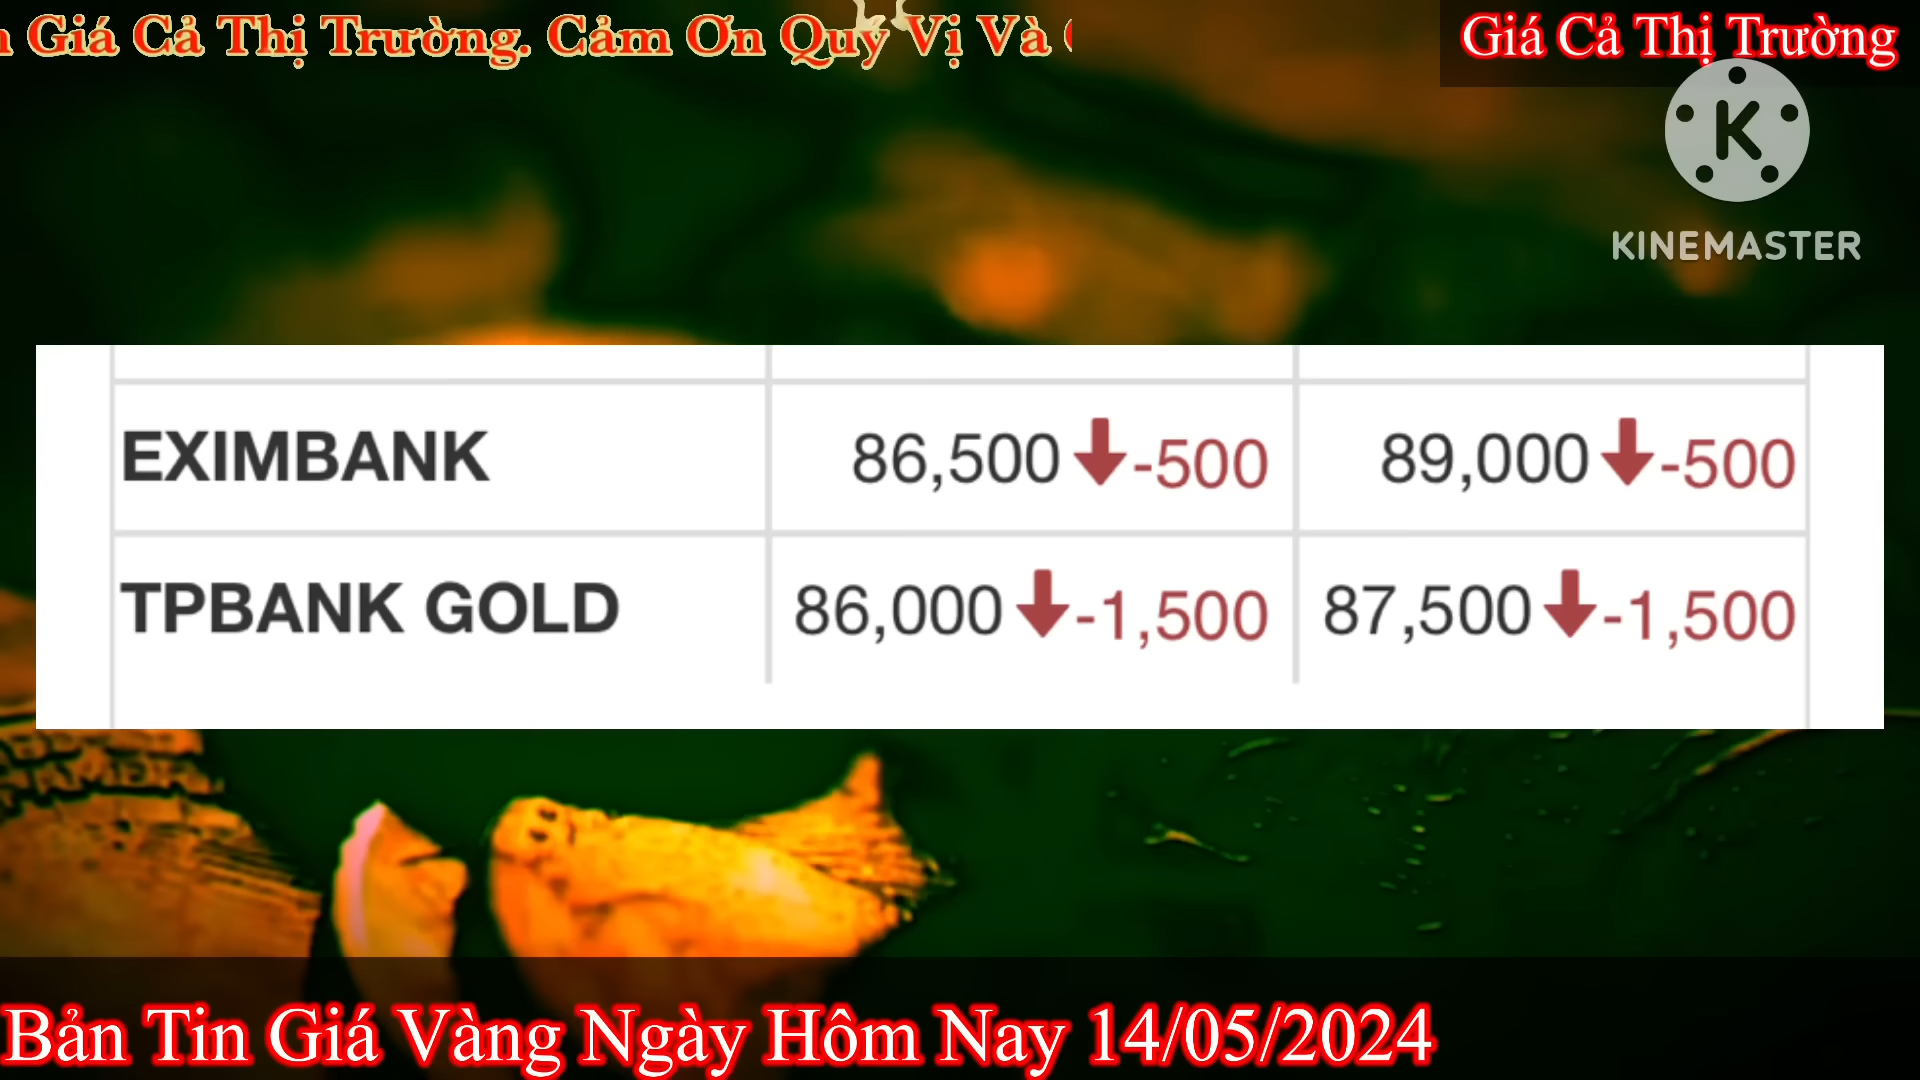 Giá Cả Thị Trường. Cảm Ơn Quý Vị Và
Giá Cả Thị Trường
K
KINEMASTER
EXIMBANK 86,500 -500 89,000 -500
TPBANK GOLD 86,000 -1,500 87,500 -1,500
Bản Tin Giá Vàng Ngày Hôm Nay 14/05/2024